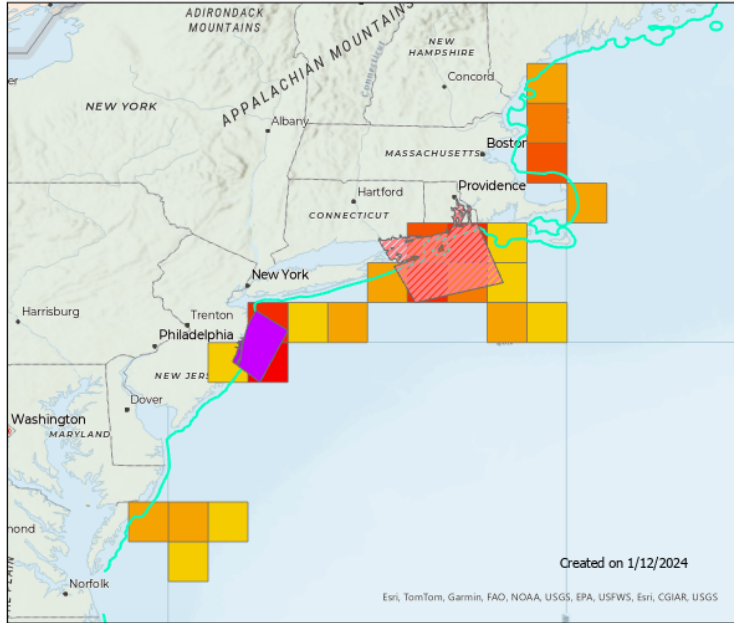 ADIRONDACK
MOUNTAINS
APPALACHIAN MOUNTAINS
NEW
HAMPSHIRE
Connecticut
Concord
NEW YORK
Albany
Boston
MASSACHUSETTS
Providence
Hartford
CONNECTICUT
New York
Trenton
Harrisburg
Philadelphia
NEW JERS
Dover
Washington
MARYLAND
mond
Norfolk
Created on 1/12/2024
Esri, TomTom, Garmin, FAO, NOAA, USGS, EPA, USFWS, Esri, CGIAR, USGS